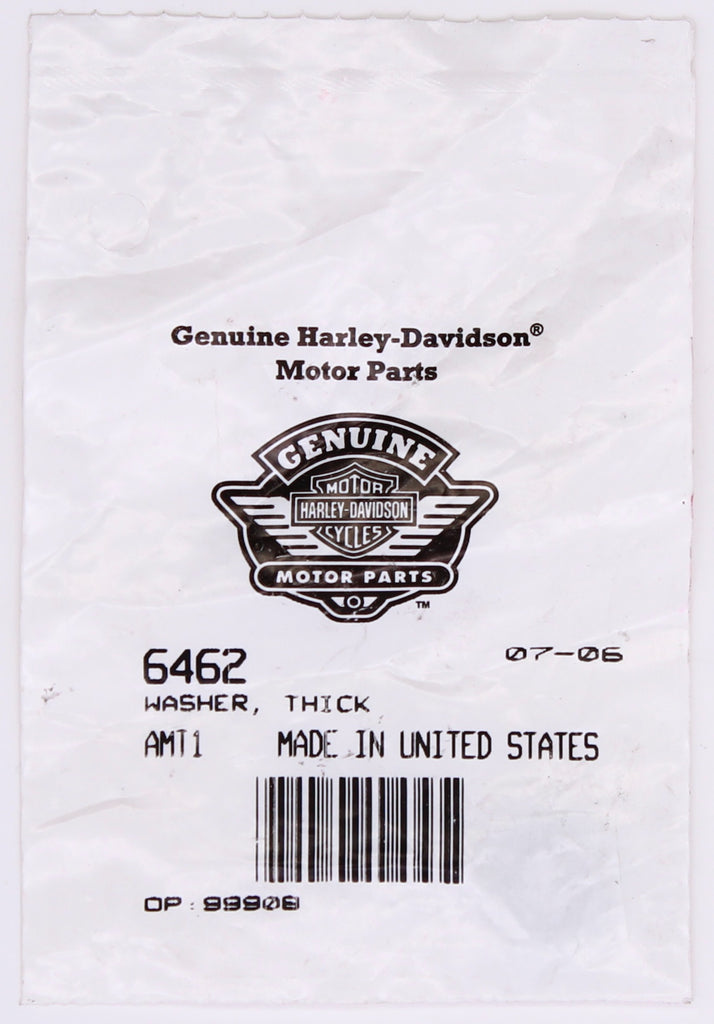 Genuine Harley-Davidson®
Motor Parts
GENUINE
MOTOR
HARLEY-DAVIDSON
CYCLES
MOTOR PARTS
TM
6462
07-06
WASHER, THICK
AMT1 MADE IN UNITED STATES
OP:99908